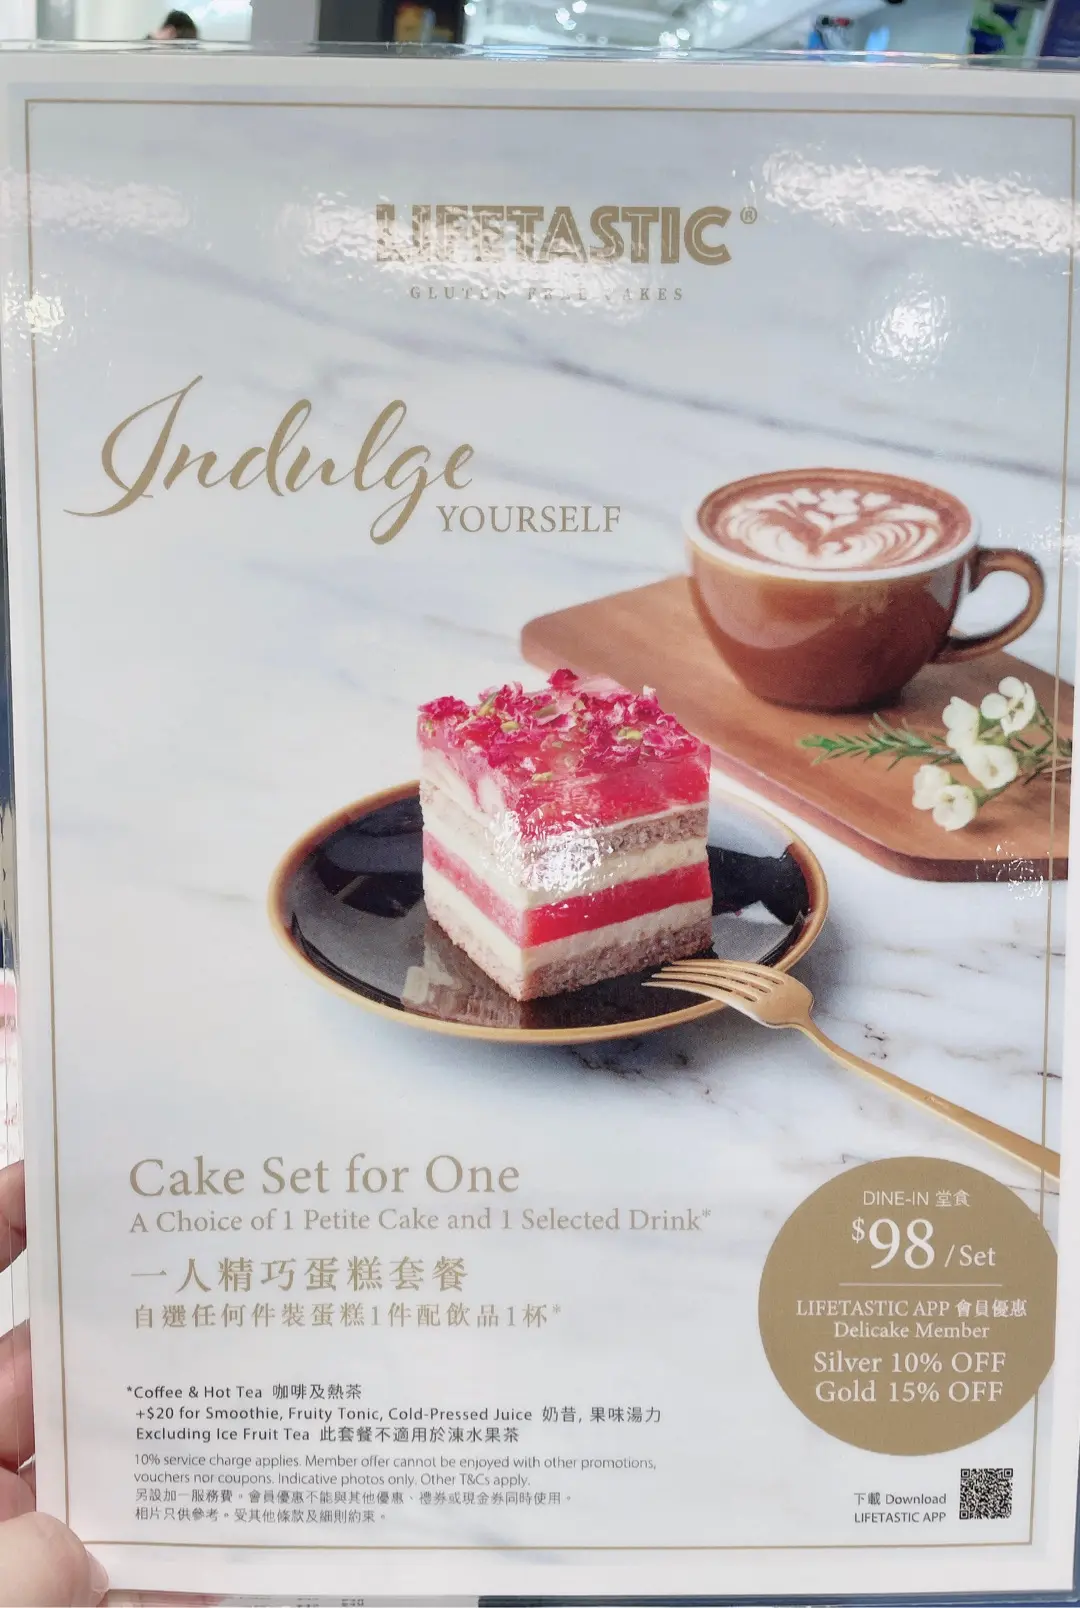 LIFETASTIC®
GLUTEN FREE CAKES
Indulge
YOURSELF
Cake Set for One
A Choice of 1 Petite Cake and 1 Selected Drink*
一人精巧蛋糕套餐
自選任何件裝蛋糕1件配飲品1杯*
*Coffee & Hot Tea 咖啡及熱茶
+$20 for Smoothie, Fruity Tonic, Cold-Pressed Juice 奶昔, 果味湯力
Excluding Ice Fruit Tea 此套餐不適用於凍水果茶
10% service charge applies. Member offer cannot be enjoyed with other promotions,
vouchers nor coupons. Indicative photos only. Other T&Cs apply.
另設加一服務費。會員優惠不能與其他優惠、禮券或現金券同時使用。
相片只供參考。受其他條款及細則約束。
DINE-IN 堂食
$98 /Set
LIFETASTIC APP 會員優惠
Delicake Member
Silver 10% OFF
Gold 15% OFF
下載 Download
LIFETASTIC APP